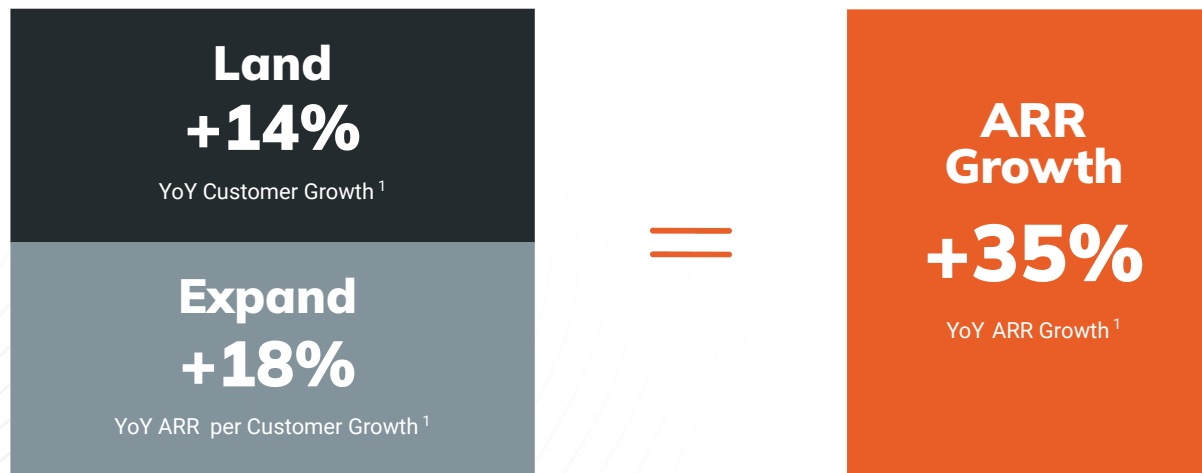 Land
+14%
YoY Customer Growth 1
Expand
+18%
YoY ARR per Customer Growth 1
=
ARR
Growth
+35%
YoY ARR Growth 1